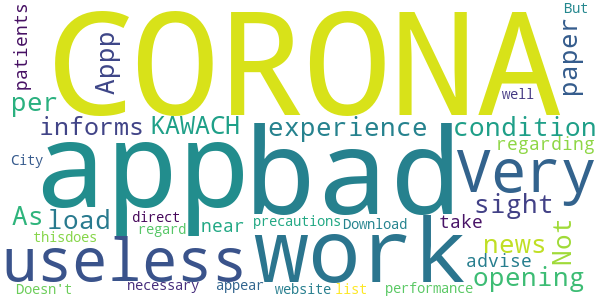 patients
CORONA
Appp
paper
But
well
per
informs
KAWACH
experience
condition
regarding
app
bad
very
City
sight
As
load
direct
near
regard
precautions
Download
take
Not
thisdoes
useless
work
news
advise
opening
Doesn't
necessary
appear
website
list
performance